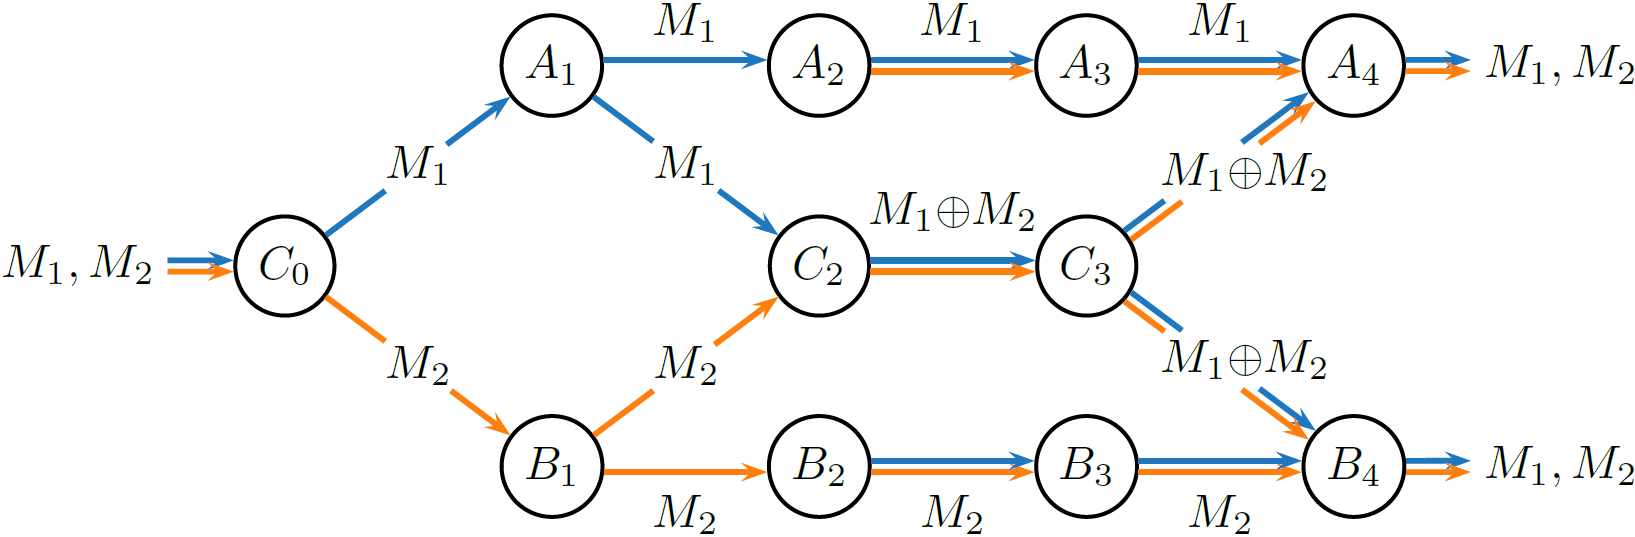 M₁
M₁
M₁
A₁
A₂
A₃
A₄
M₁, M₂
M₁
M₁
M₁⊕M₂
M₁⊕M₂
M₁, M₂
C₀
C₂
C₃
M₂
M₂
M₁⊕M₂
B₁
B₂
B₃
B₄
M₁, M₂
M₂
M₂
M₂